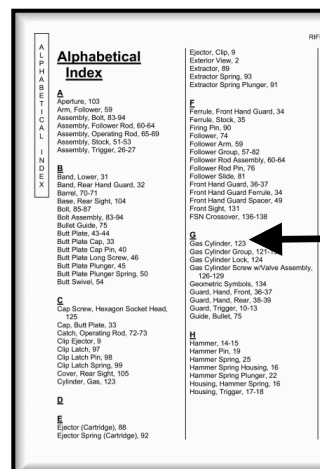 RIF
ALPHABETICAL INDEX
Alphabetical
Index
A
Aperture, 103
Arm, Follower, 59
Assembly, Bolt, 83-94
Assembly, Follower Rod, 60-64
Assembly, Operating Rod, 65-69
Assembly, Stock, 51-53
Assembly, Trigger, 26-27
B
Band, Lower, 31
Band, Rear Hand Guard, 32
Barrel, 70-71
Base, Rear Sight, 104
Bolt, 85-87
Bolt Assembly, 83-94
Bullet Guide, 75
Butt Plate, 43-44
Butt Plate Cap, 33
Butt Plate Cap Pin, 40
Butt Plate Long Screw, 46
Butt Plate Plunger, 45
Butt Plate Plunger Spring, 50
Butt Swivel, 54
C
Cap Screw, Hexagon Socket Head,
125
Cap, Butt Plate, 33
Catch, Operating Rod, 72-73
Clip Ejector, 9
Clip Latch, 97
Clip Latch Pin, 98
Clip Latch Spring, 99
Cover, Rear Sight, 105
Cylinder, Gas, 123
D
E
Ejector (Cartridge), 88
Ejector Spring (Cartridge), 92
Ejector, Clip, 9
Exterior View, 2
Extractor, 89
Extractor Spring, 93
Extractor Spring Plunger, 91
F
Ferrule, Front Hand Guard, 34
Ferrule, Stock, 35
Firing Pin, 90
Follower, 74
Follower Arm, 59
Follower Group, 57-82
Follower Rod Assembly, 60-64
Follower Rod Pin, 76
Follower Slide, 81
Front Hand Guard, 36-37
Front Hand Guard Ferrule, 34
Front Hand Guard Spacer, 49
Front Sight, 131
FSN Crossover, 136-138
G
Gas Cylinder, 123
Gas Cylinder Group, 121-1
Gas Cylinder Lock, 124
Gas Cylinder Screw w/Valve Assembly,
126-129
Geometric Symbols, 134
Guard, Hand, Front, 36-37
Guard, Hand, Rear, 38-39
Guard, Trigger, 10-13
Guide, Bullet, 75
H
Hammer, 14-15
Hammer Pin, 19
Hammer Spring, 25
Hammer Spring Housing, 16
Hammer Spring Plunger, 22
Housing, Hammer Spring, 16
Housing, Trigger, 17-18